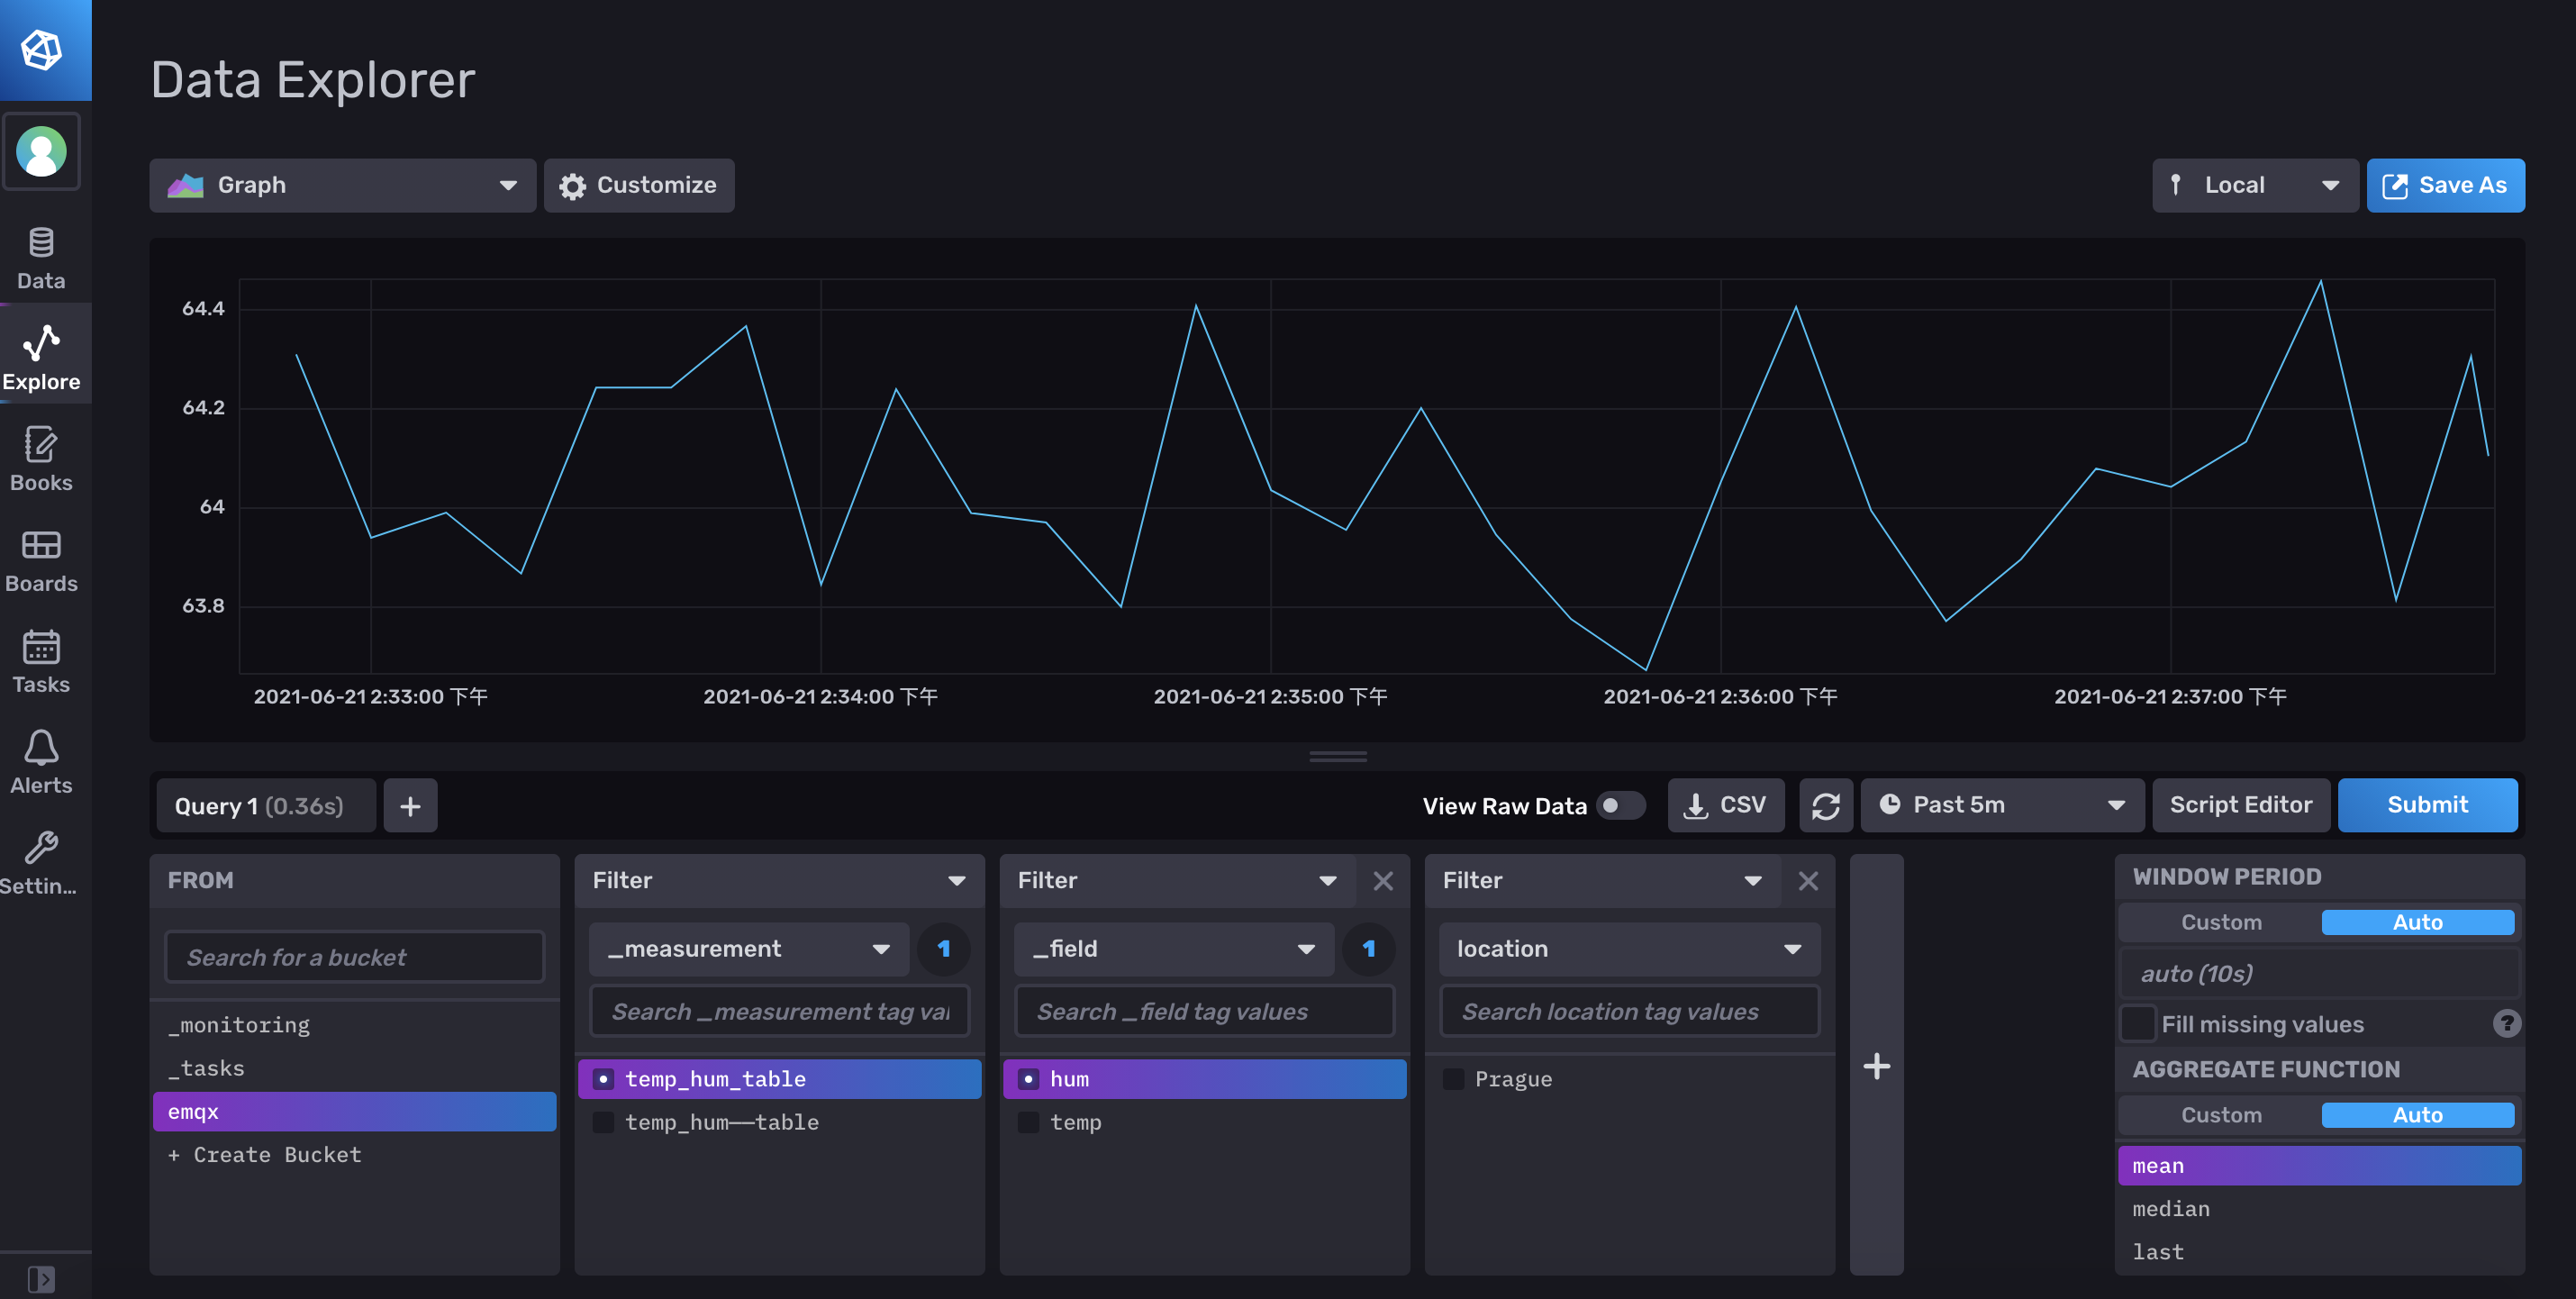 Data Explorer
Graph
Customize
Local
Save As
Data
Explore
Books
Boards
Tasks
Alerts
Settin...
64.4
64.2
64
63.8
2021-06-21 2:33:00 下午
2021-06-21 2:34:00 下午
2021-06-21 2:35:00 下午
2021-06-21 2:36:00 下午
2021-06-21 2:37:00 下午
Query 1 (0.36s)
+
View Raw Data
CSV
Past 5m
Script Editor
Submit
FROM
Search for a bucket
_monitoring
_tasks
emqx
+ Create Bucket
Filter
_measurement
1
Search _measurement tag val
temp_hum_table
temp_hum——table
Filter
_field
1
Search _field tag values
hum
temp
Filter
location
Search location tag values
Prague
+
WINDOW PERIOD
Custom
Auto
auto (10s)
Fill missing values
?
AGGREGATE FUNCTION
Custom
Auto
mean
median
last